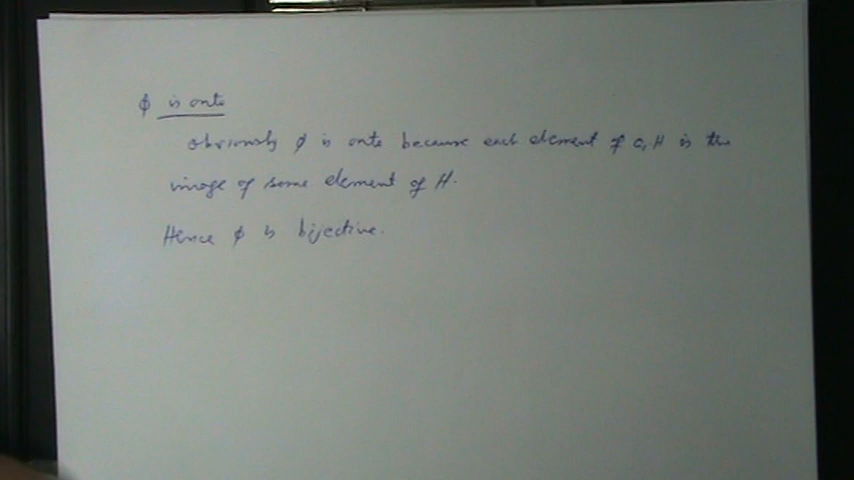 ϕ is onto
obviously ϕ is onto because each element of a, H is the
image of some element of H.
Hence ϕ is bijective.